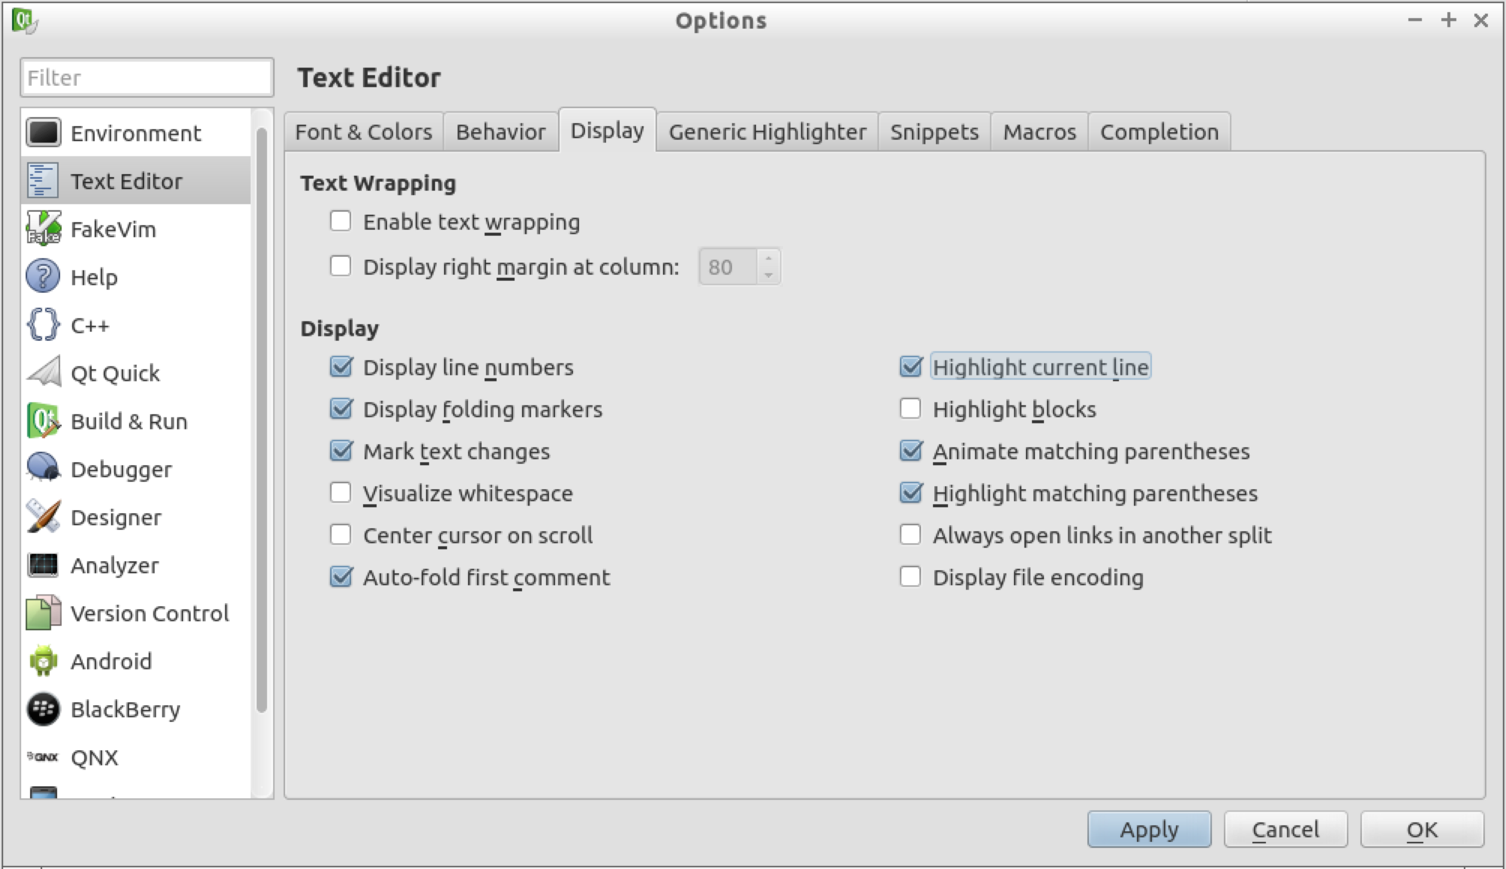 Options
Filter
Environment
Text Editor
FakeVim
Help
C++
Qt Quick
Build & Run
Debugger
Designer
Analyzer
Version Control
Android
BlackBerry
QNX
Text Editor
Font & Colors Behavior Display Generic Highlighter Snippets Macros Completion
Text Wrapping
Enable text wrapping
Display right margin at column: 80
Display
Display line numbers
Display folding markers
Mark text changes
Visualize whitespace
Center cursor on scroll
Auto-fold first comment
Highlight current line
Highlight blocks
Animate matching parentheses
Highlight matching parentheses
Always open links in another split
Display file encoding
Apply Cancel OK